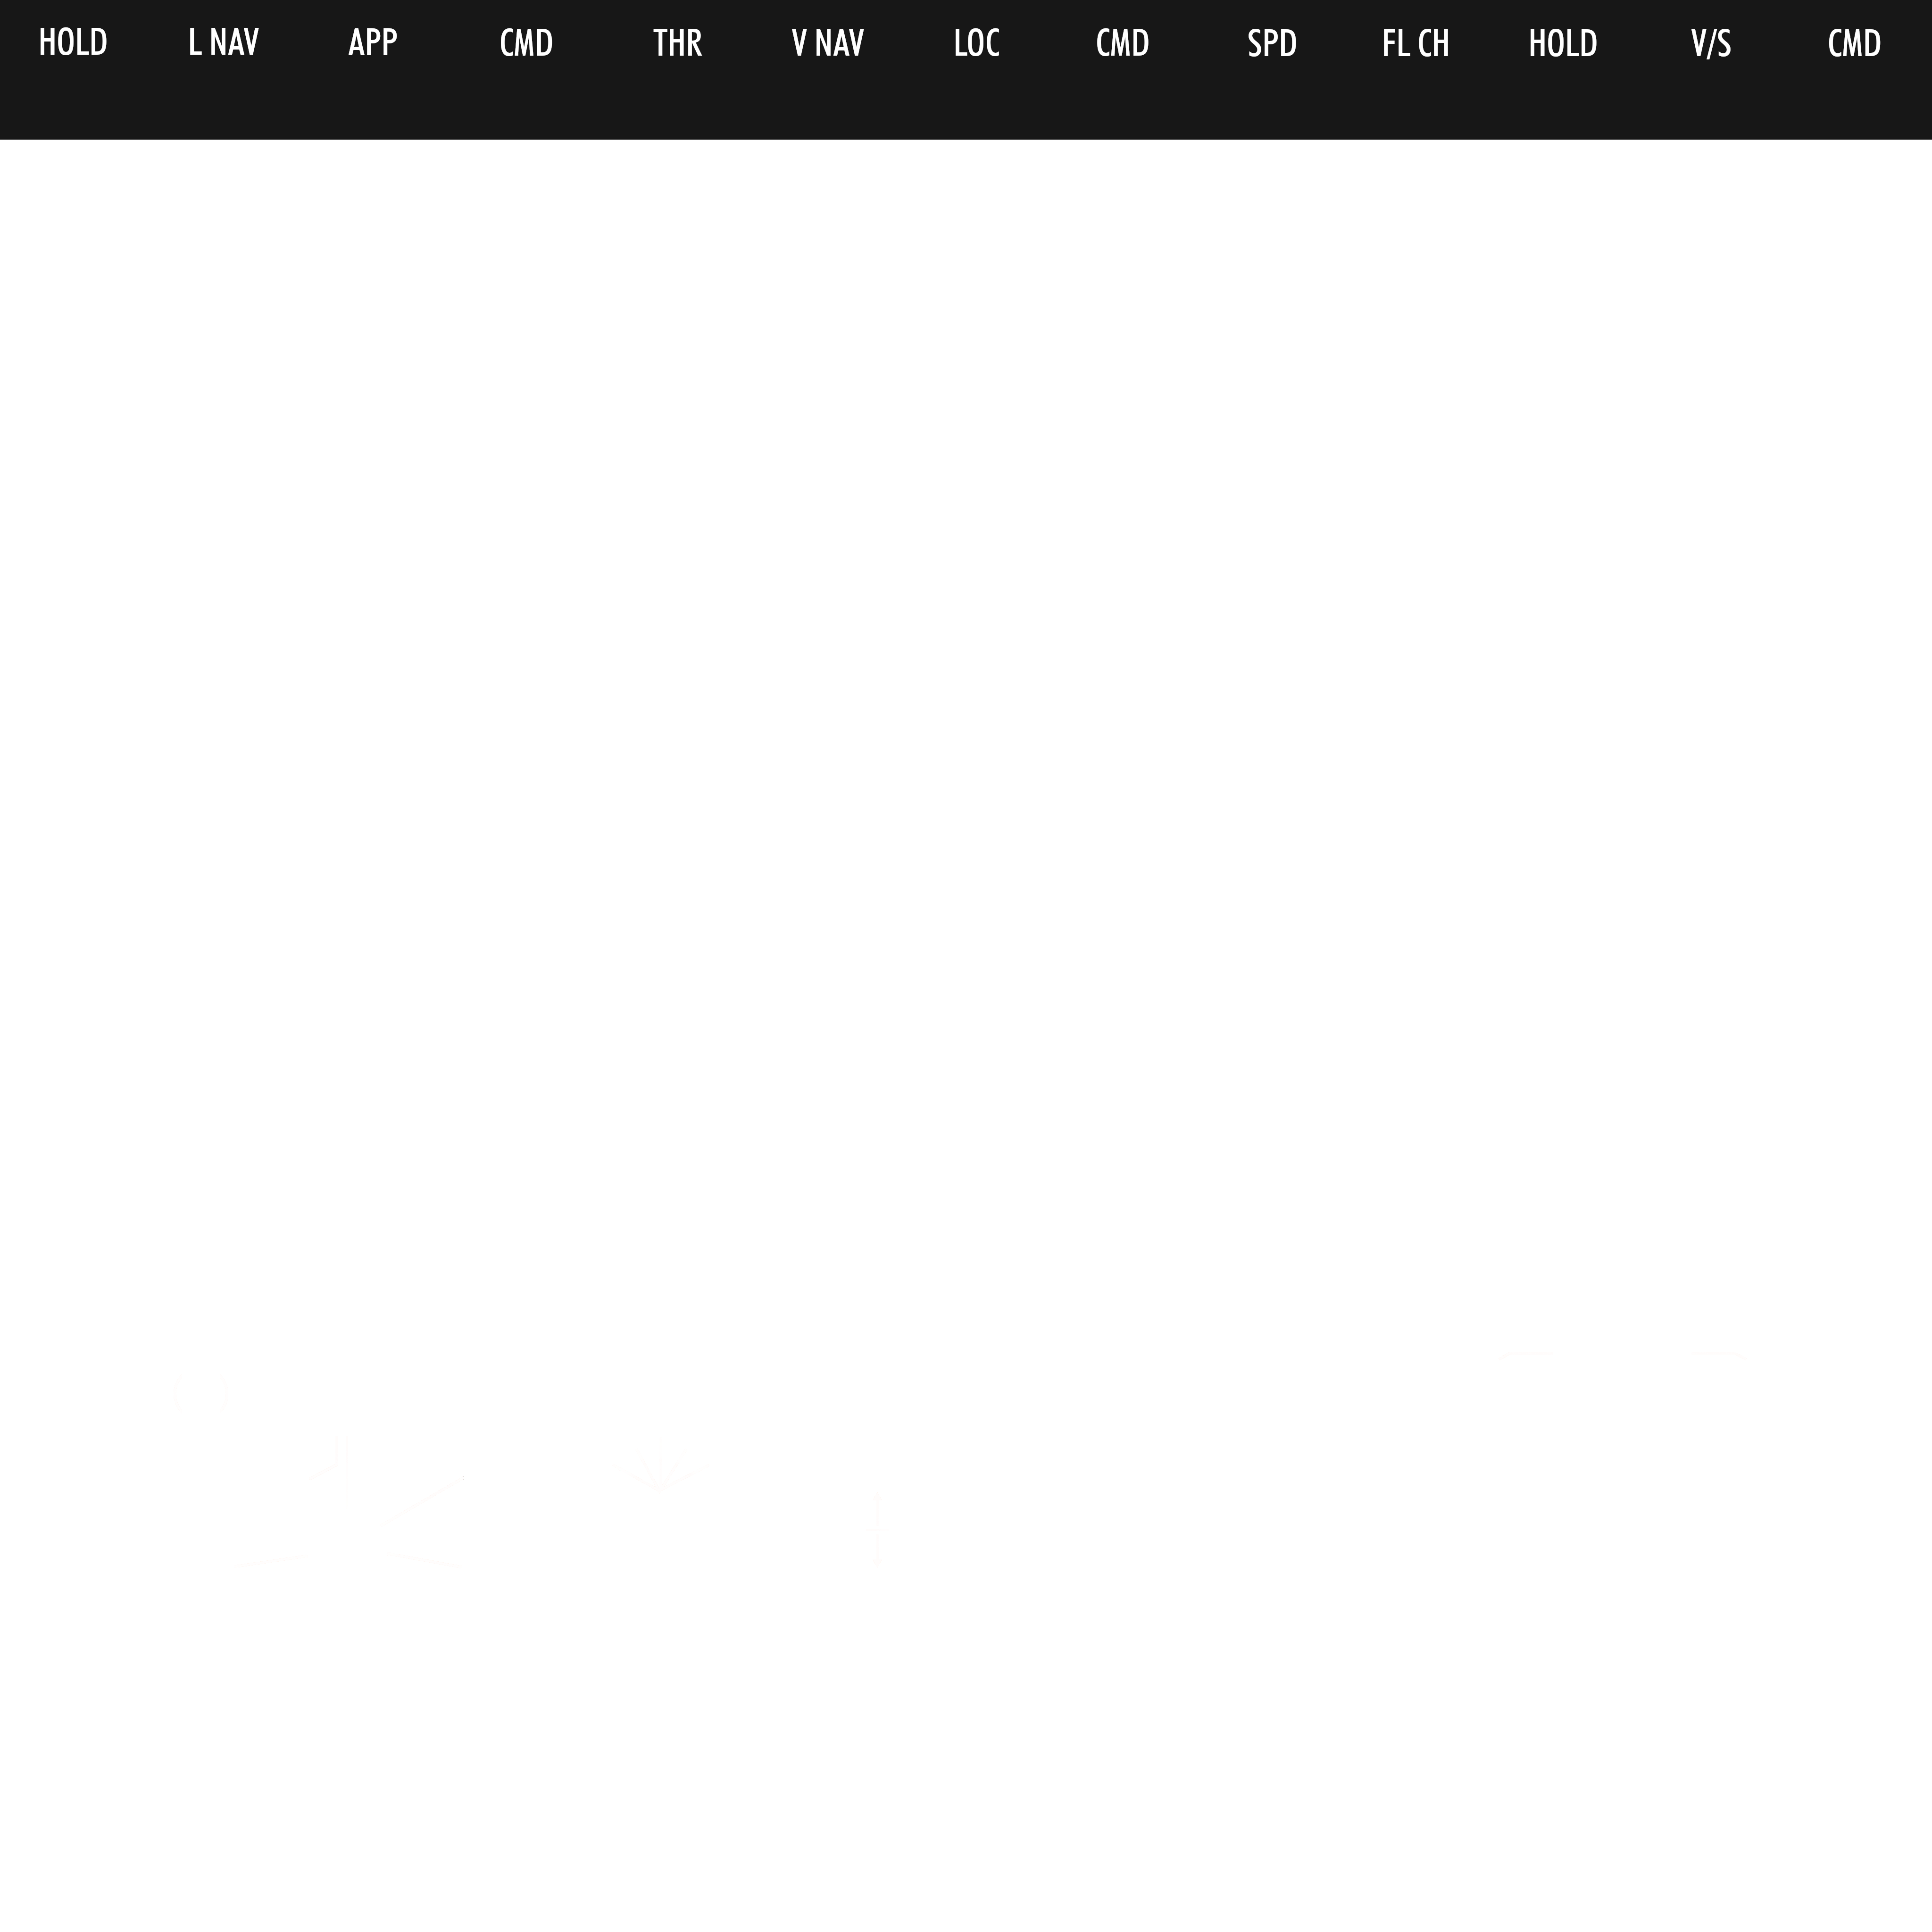 HOLD L NAV APP CMD THR V NAV LOC CMD SPD FL CH HOLD V/S CMD